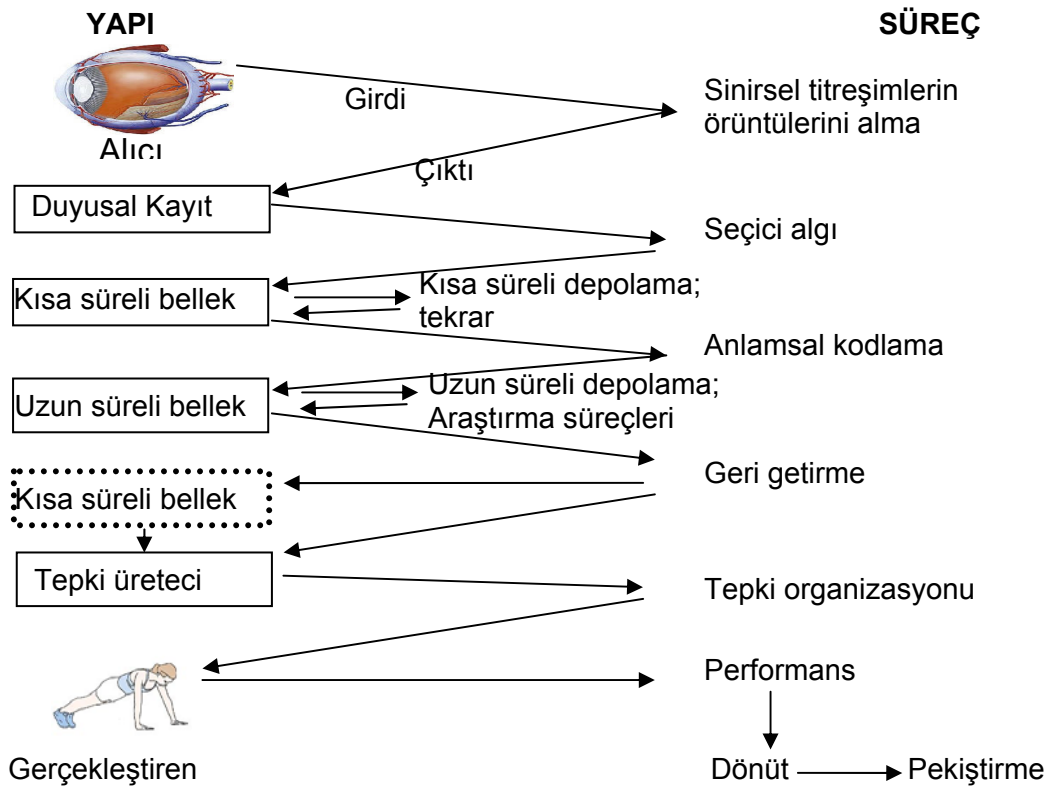 YAPI
SÜREÇ
Girdi
Sinirsel titreşimlerin
örüntülerini alma
Alıcı
Çıktı
Duyusal Kayıt
Seçici algı
Kısa süreli bellek
Kısa süreli depolama;
tekrar
Anlamsal kodlama
Uzun süreli bellek
Uzun süreli depolama;
Araştırma süreçleri
Geri getirme
Kısa süreli bellek
Tepki üreteci
Tepki organizasyonu
Performans
Gerçekleştiren
Dönüt
Pekiştirme